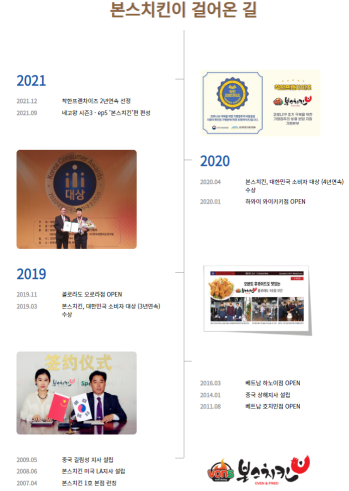 본스치킨이 걸어온 길
2021
2021.12 착한프랜차이즈 2년연속 선정
2021.09 네고왕 시즌3 - ep5 '본스치킨'편 편성
2020
2020.04 본스치킨, 대한민국 소비자 대상 (4년연속)
수상
2020.01 하와이 와이키키점 OPEN
대상
2019
2019.11 콜로라도 오로라점 OPEN
2019.03 본스치킨, 대한민국 소비자 대상 (3년연속)
수상
签约仪式
2016.03 베트남 하노이점 OPEN
2014.01 중국 상해지사 설립
2011.08 베트남 호치민점 OPEN
2009.05 중국 길림성 지사 설립
2008.06 본스치킨 미국 LA지사 설립
2007.04 본스치킨 1호 본점 런칭
본스치킨
OVEN & FRIED